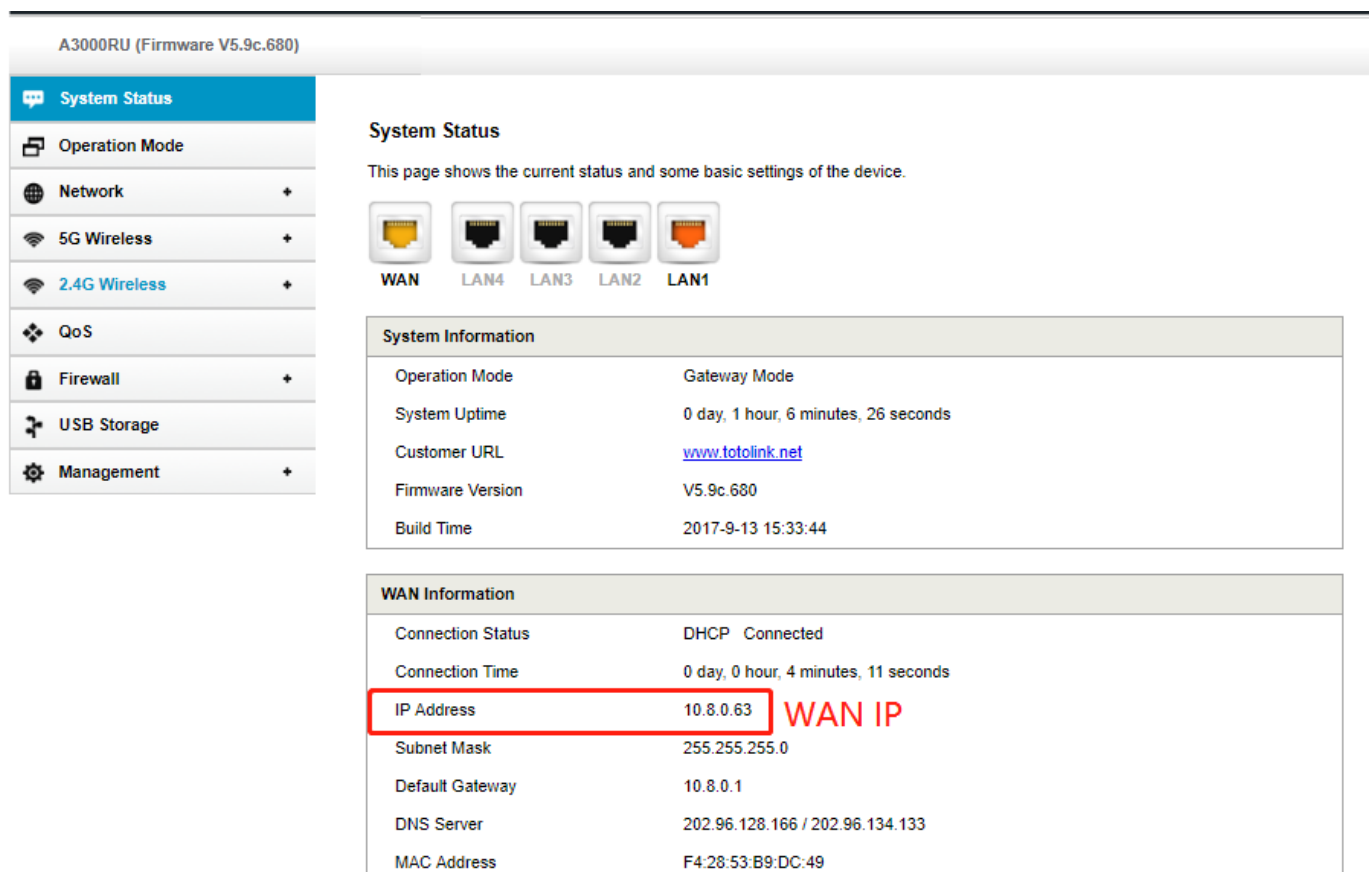 A3000RU (Firmware V5.9c.680)
System Status
Operation Mode
Network +
5G Wireless +
2.4G Wireless +
QoS
Firewall +
USB Storage
Management +
System Status
This page shows the current status and some basic settings of the device.
WAN LAN4 LAN3 LAN2 LAN1
System Information
Operation Mode Gateway Mode
System Uptime 0 day, 1 hour, 6 minutes, 26 seconds
Customer URL www.totolink.net
Firmware Version V5.9c.680
Build Time 2017-9-13 15:33:44
WAN Information
Connection Status DHCP Connected
Connection Time 0 day, 0 hour, 4 minutes, 11 seconds
IP Address 10.8.0.63 WAN IP
Subnet Mask 255.255.255.0
Default Gateway 10.8.0.1
DNS Server 202.96.128.166 / 202.96.134.133
MAC Address F4:28:53:B9:DC:49